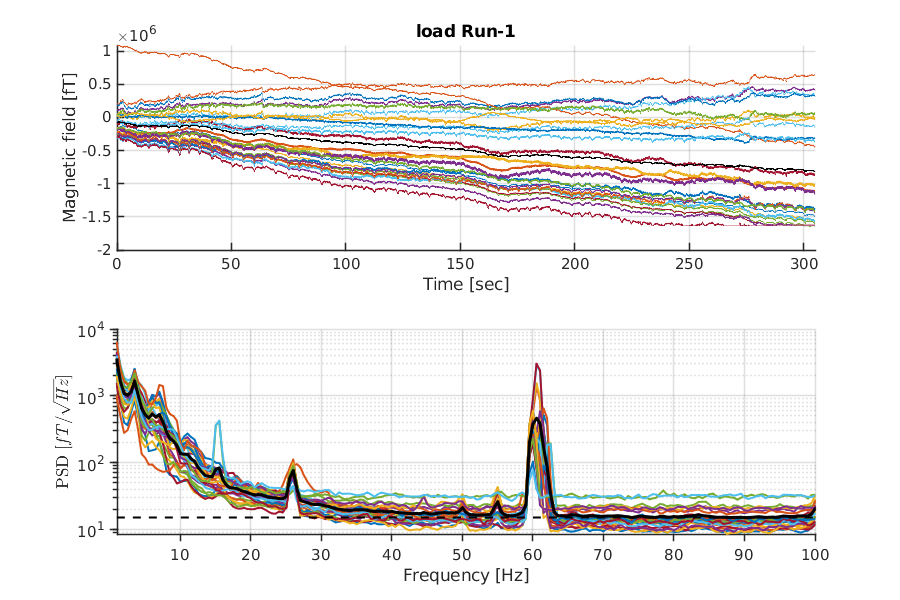 load Run-1
×10^6
Magnetic field [fT]
1
0.5
0
-0.5
-1
-1.5
-2
0 50 100 150 200 250 300
Time [sec]
PSD [fT/√Hz]
10^4
10^3
10^2
10^1
10 20 30 40 50 60 70 80 90 100
Frequency [Hz]